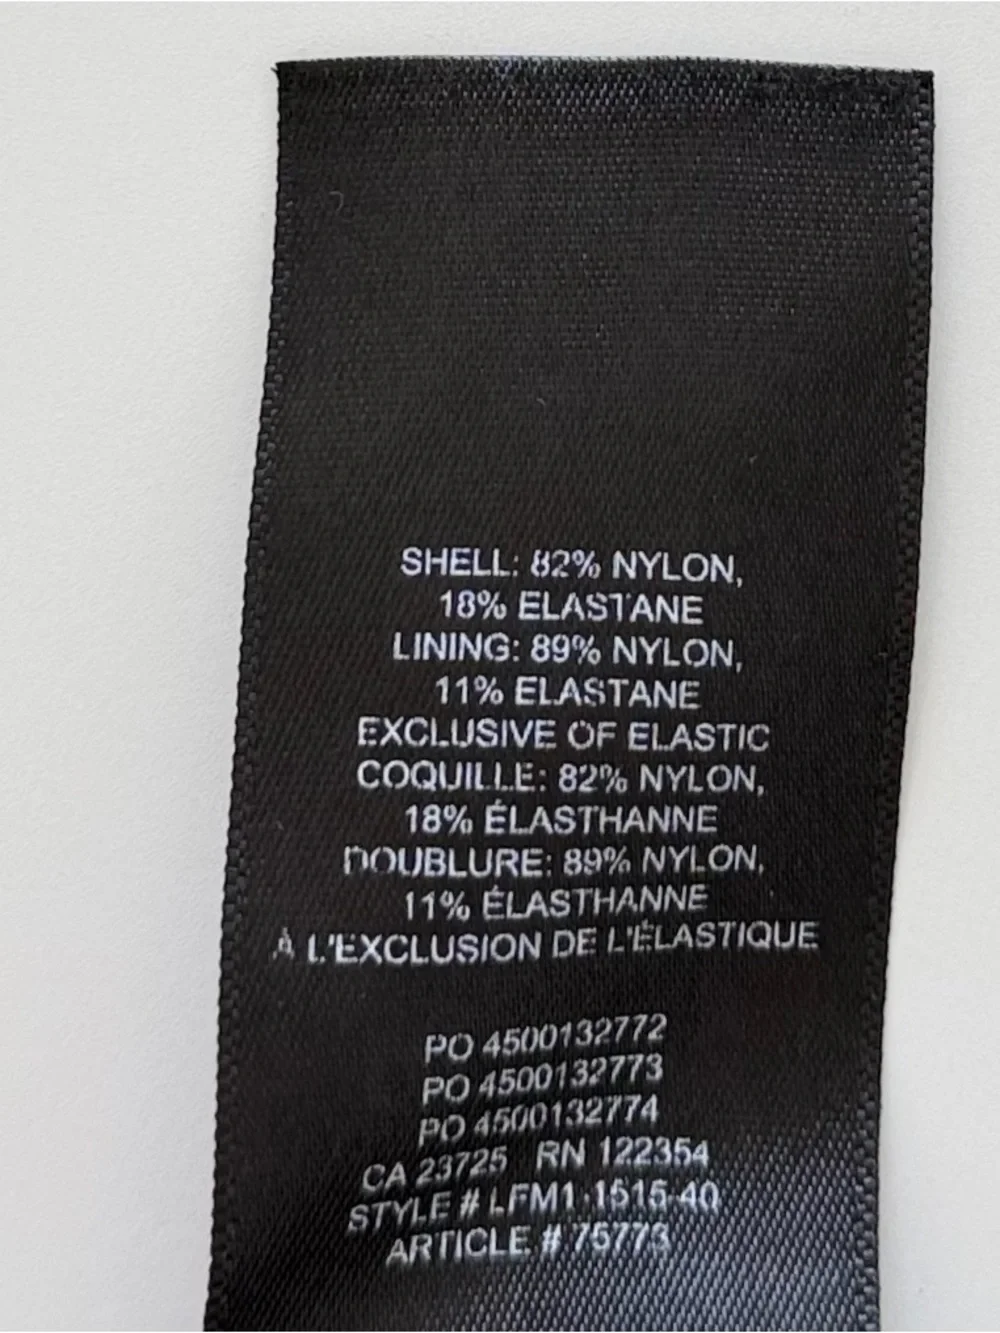 SHELL: 82% NYLON,
18% ELASTANE
LINING: 89% NYLON,
11% ELASTANE
EXCLUSIVE OF ELASTIC
COQUILLE: 82% NYLON,
18% ÉLASTHANNE
DOUBLURE: 89% NYLON,
11% ÉLASTHANNE
À L'EXCLUSION DE L'ÉLASTIQUE
PO 4500132772
PO 4500132773
PO 4500132774
CA 23725 RN 122354
STYLE # LFM1-1515-40
ARTICLE # 75773